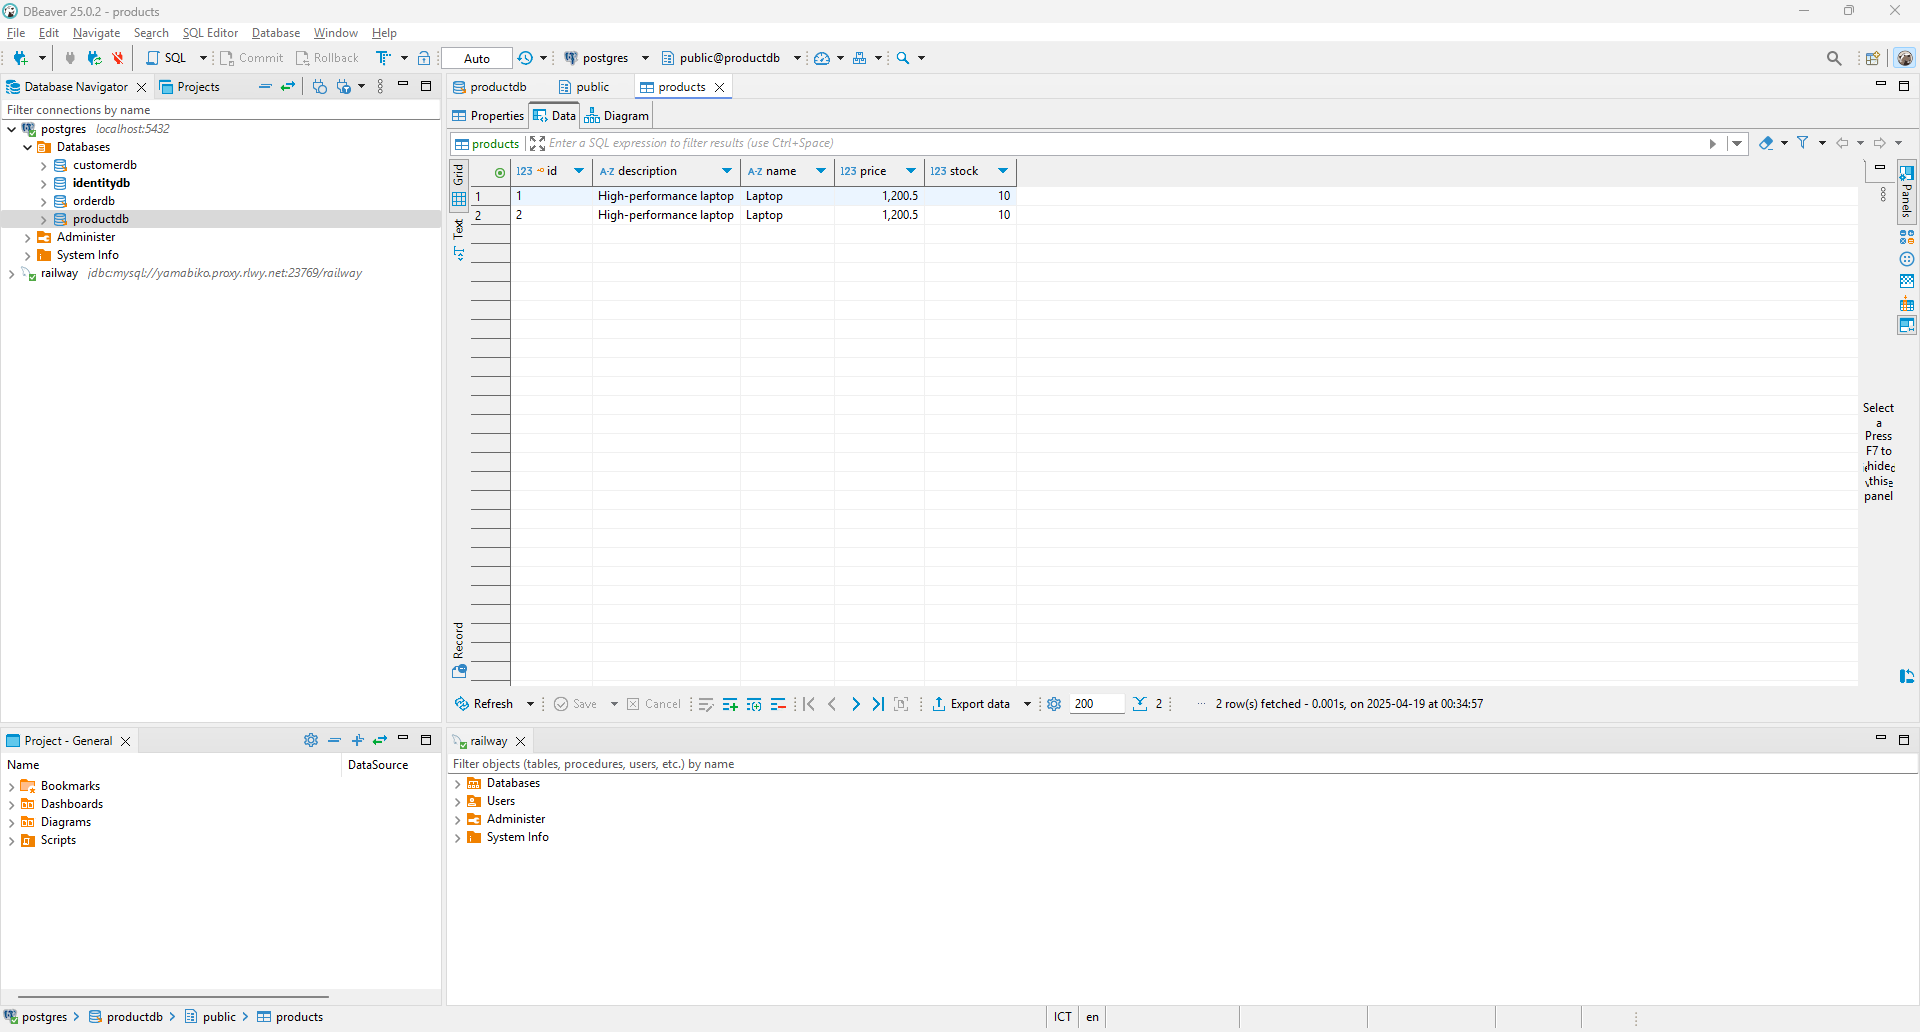 DBeaver 25.0.2 - products
File Edit Navigate Search SQL Editor Database Window Help
SQL Commit Rollback Auto postgres public@productdb
Database Navigator Projects
Filter connections by name
postgres localhost:5432
Databases
customerdb
identitydb
orderdb
productdb
Administer
System Info
railway jdbc:mysql://yamabiko.proxy.rlwy.net:23769/railway
productdb public products
Properties Data Diagram
products Enter a SQL expression to filter results (use Ctrl+Space)
Grid
Text
Record
123 id A-Z description A-Z name 123 price 123 stock
1 1 High-performance laptop Laptop 1,200.5 10
2 2 High-performance laptop Laptop 1,200.5 10
Panels
Select
a
Press
F7 to
hide
this
panel
Refresh Save Cancel Export data 200 2 ... 2 row(s) fetched - 0.001s, on 2025-04-19 at 00:34:57
Project - General
Name DataSource
Bookmarks
Dashboards
Diagrams
Scripts
railway
Filter objects (tables, procedures, users, etc.) by name
Databases
Users
Administer
System Info
postgres productdb public products
ICT en